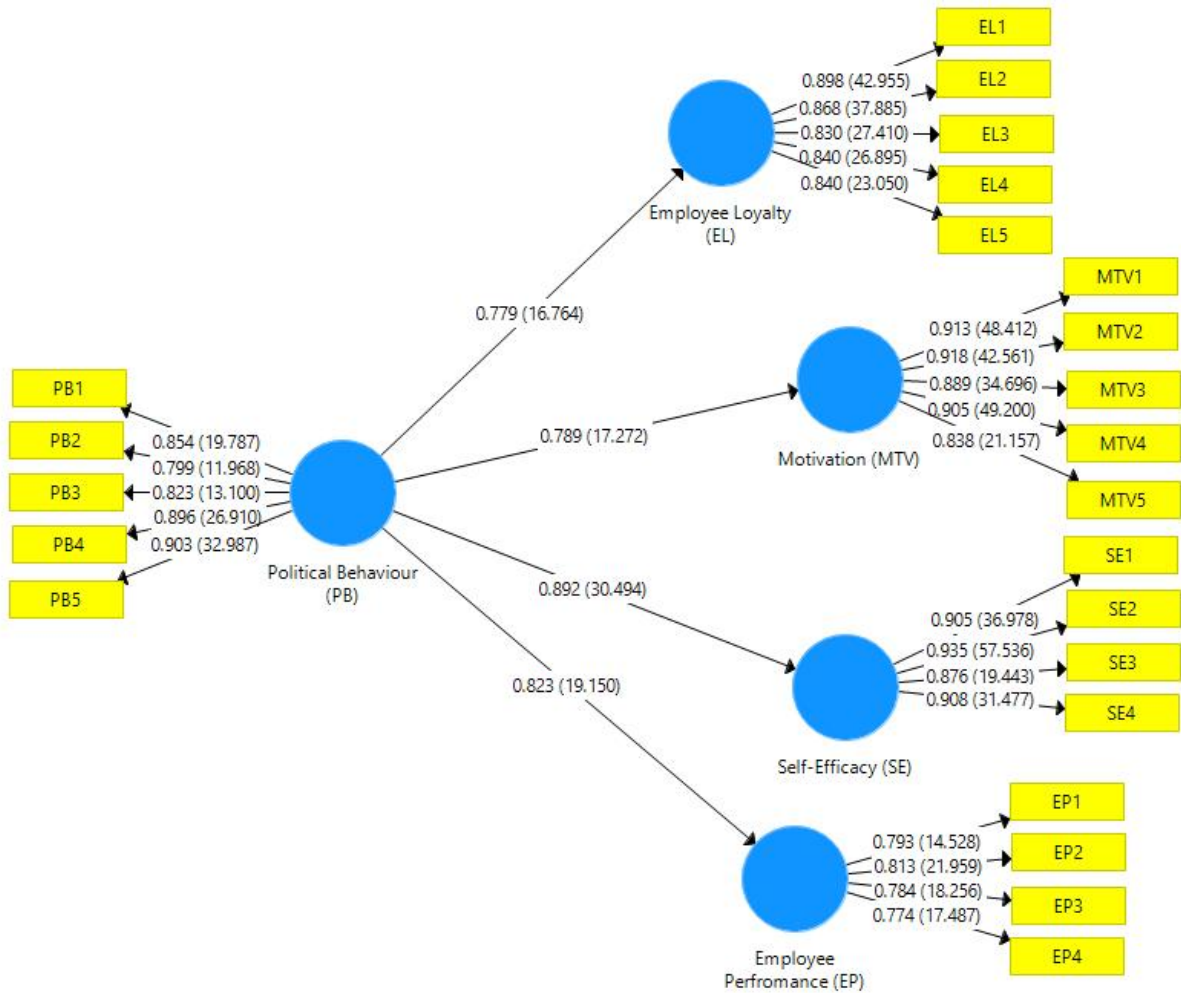 EL1
0.898 (42.955)
EL2
0.868 (37.885)
0.830 (27.410)
EL3
0.840 (26.895)
0.840 (23.050)
EL4
Employee Loyalty
(EL)
EL5
MTV1
0.779 (16.764)
0.913 (48.412)
MTV2
0.918 (42.561)
0.889 (34.696)
MTV3
PB1
0.905 (49.200)
0.854 (19.787)
0.789 (17.272)
0.838 (21.157)
MTV4
PB2
Motivation (MTV)
0.799 (11.968)
PB3
0.823 (13.100)
MTV5
0.896 (26.910)
PB4
0.903 (32.987)
SE1
Political Behaviour
(PB)
0.892 (30.494)
PB5
0.905 (36.978)
SE2
0.935 (57.536)
0.876 (19.443)
SE3
0.823 (19.150)
0.908 (31.477)
SE4
Self-Efficacy (SE)
EP1
0.793 (14.528)
EP2
0.813 (21.959)
0.784 (18.256)
EP3
0.774 (17.487)
EP4
Employee
Perfromance (EP)